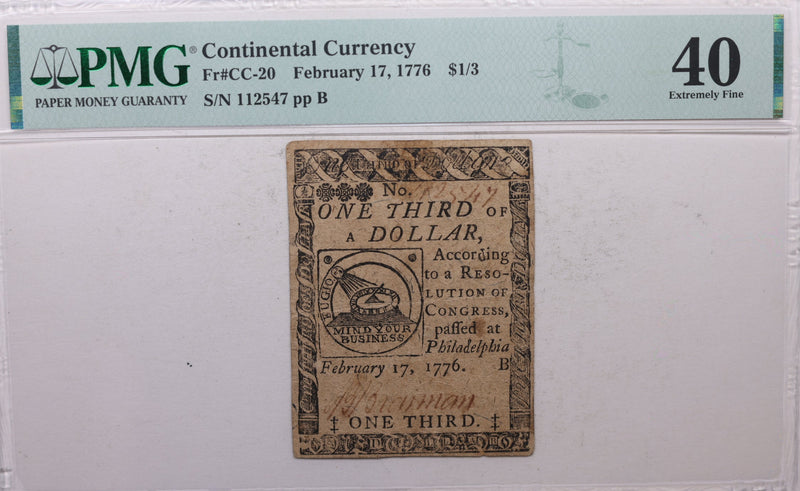 PMG®
PAPER MONEY GUARANTY
Continental Currency
Fr#CC-20 February 17, 1776 $1/3
S/N 112547 pp B
40
Extremely Fine
No. 112547
ONE THIRD OF
A DOLLAR,
According
to a RESO-
LUTION OF
CONGRESS,
passed at
Philadelphia
February 17, 1776. B
FUGIO
MIND YOUR
BUSINESS
‡ ONE THIRD. ‡